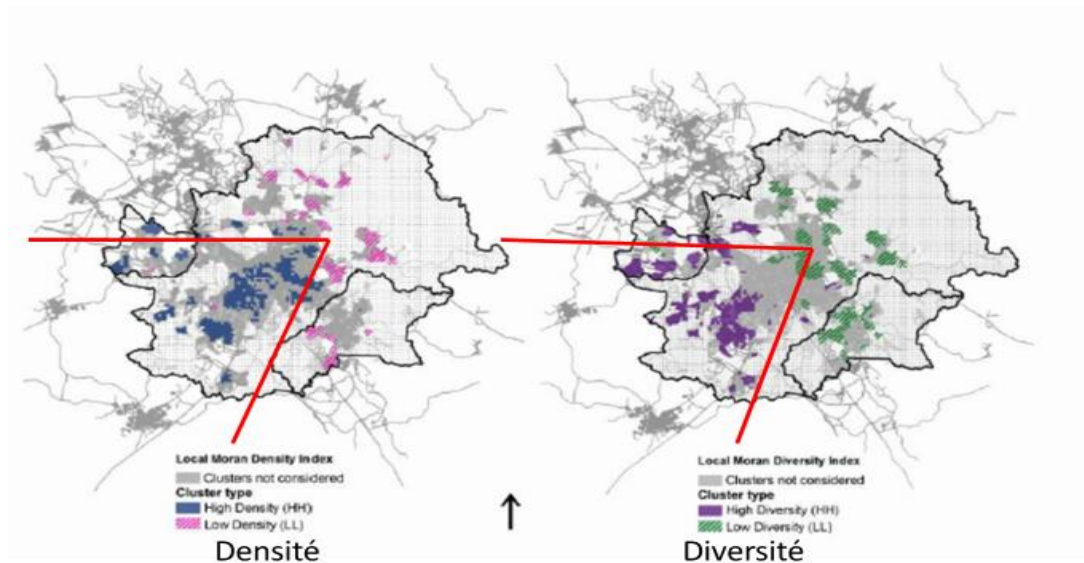 Local Moran Density Index
Clusters not considered
Cluster type
High Density (HH)
Low Density (LL)
Densité
Local Moran Diversity Index
Clusters not considered
Cluster type
High Diversity (HH)
Low Diversity (LL)
Diversité